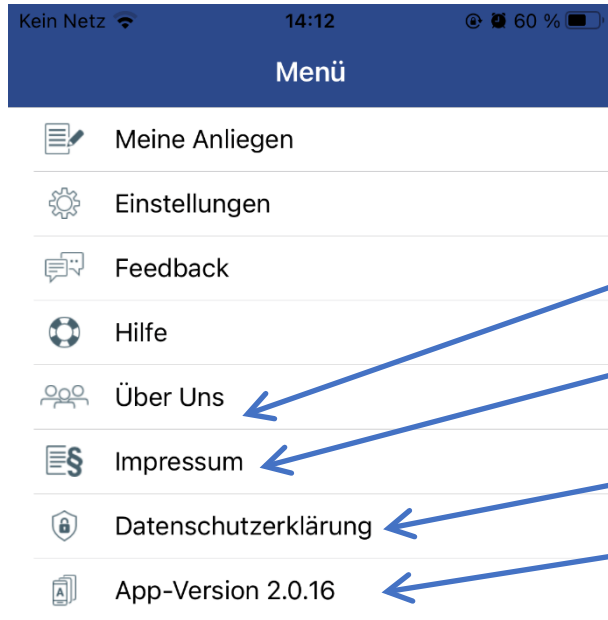 Kein Netz 14:12 60 %
Menü
Meine Anliegen
Einstellungen
Feedback
Hilfe
Über Uns
§ Impressum
Datenschutzerklärung
A App-Version 2.0.16